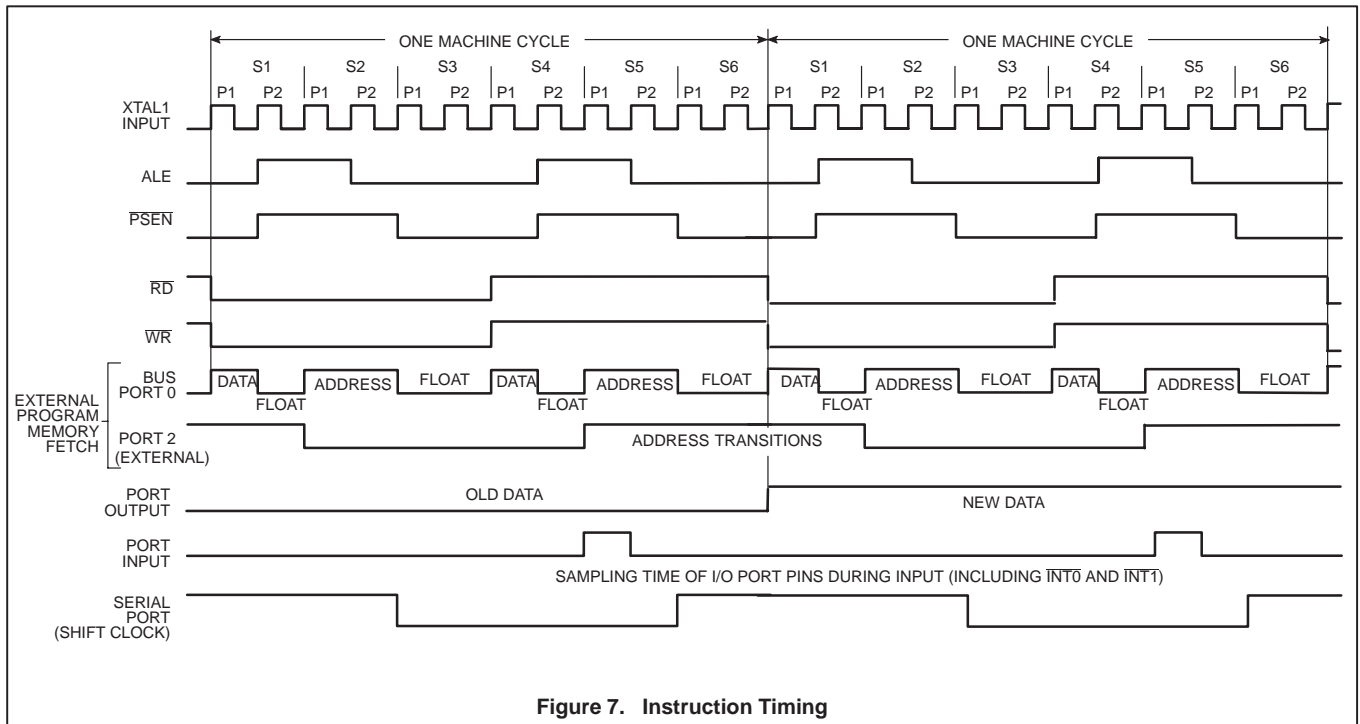 ONE MACHINE CYCLE ONE MACHINE CYCLE
S1 S2 S3 S4 S5 S6 S1 S2 S3 S4 S5 S6
P1 P2 P1 P2 P1 P2 P1 P2 P1 P2 P1 P2 P1 P2 P1 P2 P1 P2 P1 P2 P1 P2 P1 P2
XTAL1
INPUT
ALE
PSEN
RD
WR
EXTERNAL
PROGRAM
MEMORY
FETCH
BUS
PORT 0
DATA ADDRESS FLOAT DATA ADDRESS FLOAT DATA ADDRESS FLOAT DATA ADDRESS FLOAT
FLOAT FLOAT FLOAT FLOAT
PORT 2
(EXTERNAL)
ADDRESS TRANSITIONS
PORT
OUTPUT
OLD DATA
NEW DATA
PORT
INPUT
SAMPLING TIME OF I/O PORT PINS DURING INPUT (INCLUDING INT0 AND INT1)
SERIAL
PORT
(SHIFT CLOCK)
Figure 7. Instruction Timing